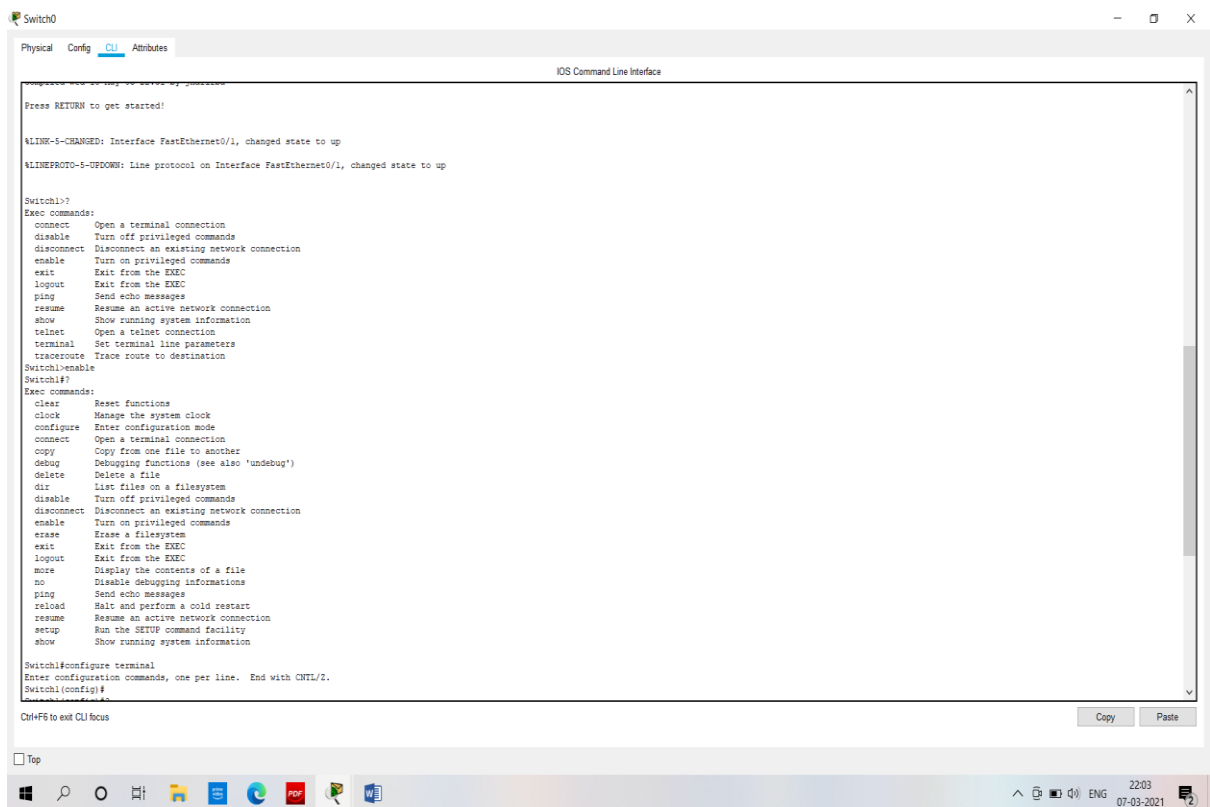 Switch0
Physical Config CLI Attributes
IOS Command Line Interface
Press RETURN to get started!
%LINK-5-CHANGED: Interface FastEthernet0/1, changed state to up
%LINEPROTO-5-UPDOWN: Line protocol on Interface FastEthernet0/1, changed state to up
Switch1>?
Exec commands:
connect Open a terminal connection
disable Turn off privileged commands
disconnect Disconnect an existing network connection
enable Turn on privileged commands
exit Exit from the EXEC
logout Exit from the EXEC
ping Send echo messages
resume Resume an active network connection
show Show running system information
telnet Open a telnet connection
terminal Set terminal line parameters
traceroute Trace route to destination
Switch1>enable
Switch1#?
Exec commands:
clear Reset functions
clock Manage the system clock
configure Enter configuration mode
connect Open a terminal connection
copy Copy from one file to another
debug Debugging functions (see also 'undebug')
delete Delete a file
dir List files on a filesystem
disable Turn off privileged commands
disconnect Disconnect an existing network connection
enable Turn on privileged commands
erase Erase a filesystem
exit Exit from the EXEC
logout Exit from the EXEC
more Display the contents of a file
no Disable debugging informations
ping Send echo messages
reload Halt and perform a cold restart
resume Resume an active network connection
setup Run the SETUP command facility
show Show running system information
Switch1#configure terminal
Enter configuration commands, one per line. End with CNTL/Z.
Switch1(config)#
Switch1(config)#?
Ctrl+F6 to exit CLI focus
Copy Paste
Top
PDF
ENG
22:03
07-03-2021
2